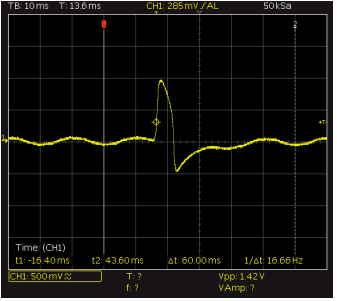 TB: 10 ms T: 13.6 ms CH1: 285 mV / AL 50 kSa
2
1
T
Time: (CH1)
t1: -16.40 ms t2: 43.60 ms Δt: 60.00 ms 1/Δt: 16.66 Hz
CH1: 500 mV ≈ T: ? Vpp: 1.42 V
f: ? VAmp: ?